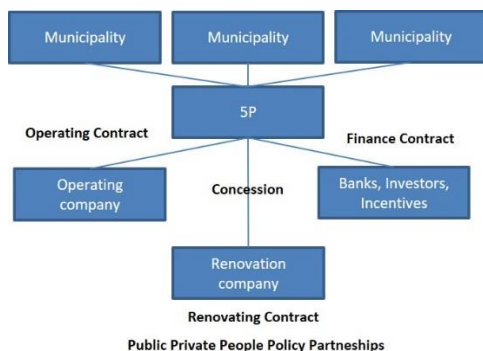 Municipality
Municipality
Municipality
5P
Operating Contract
Finance Contract
Operating
company
Concession
Banks, Investors,
Incentives
Renovation
company
Renovating Contract
Public Private People Policy Partneships